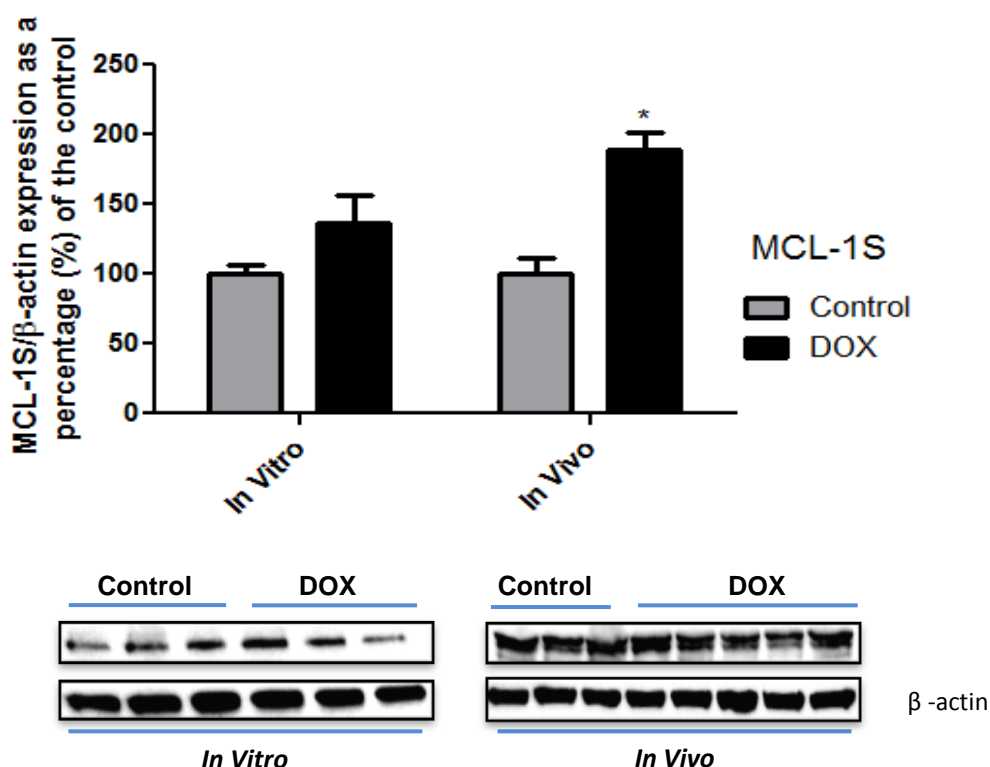 MCL-1S/β-actin expression as a
percentage (%) of the control
250
200
150
100
50
0
*
In Vitro
In Vivo
MCL-1S
Control
DOX
Control
DOX
Control
DOX
β -actin
In Vitro
In Vivo